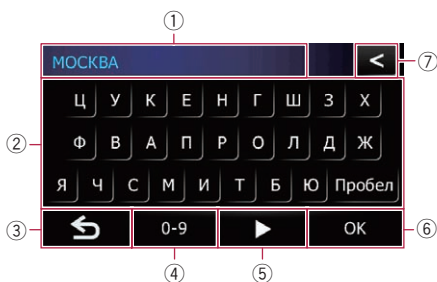 ①
МОСКВА <
⑦
② Ц У К Е Н Г Ш З Х
Ф В А П Р О Л Д Ж
Я Ч С М И Т Б Ю Пробел
③ 0-9 OK ⑥
④ ⑤